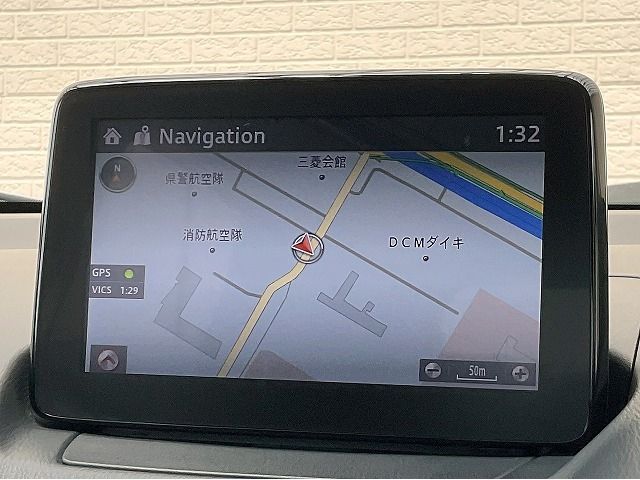 Navigation
1:32
N
三菱会館
県警航空隊
消防航空隊
DCMダイキ
GPS
VICS 1:29
50m